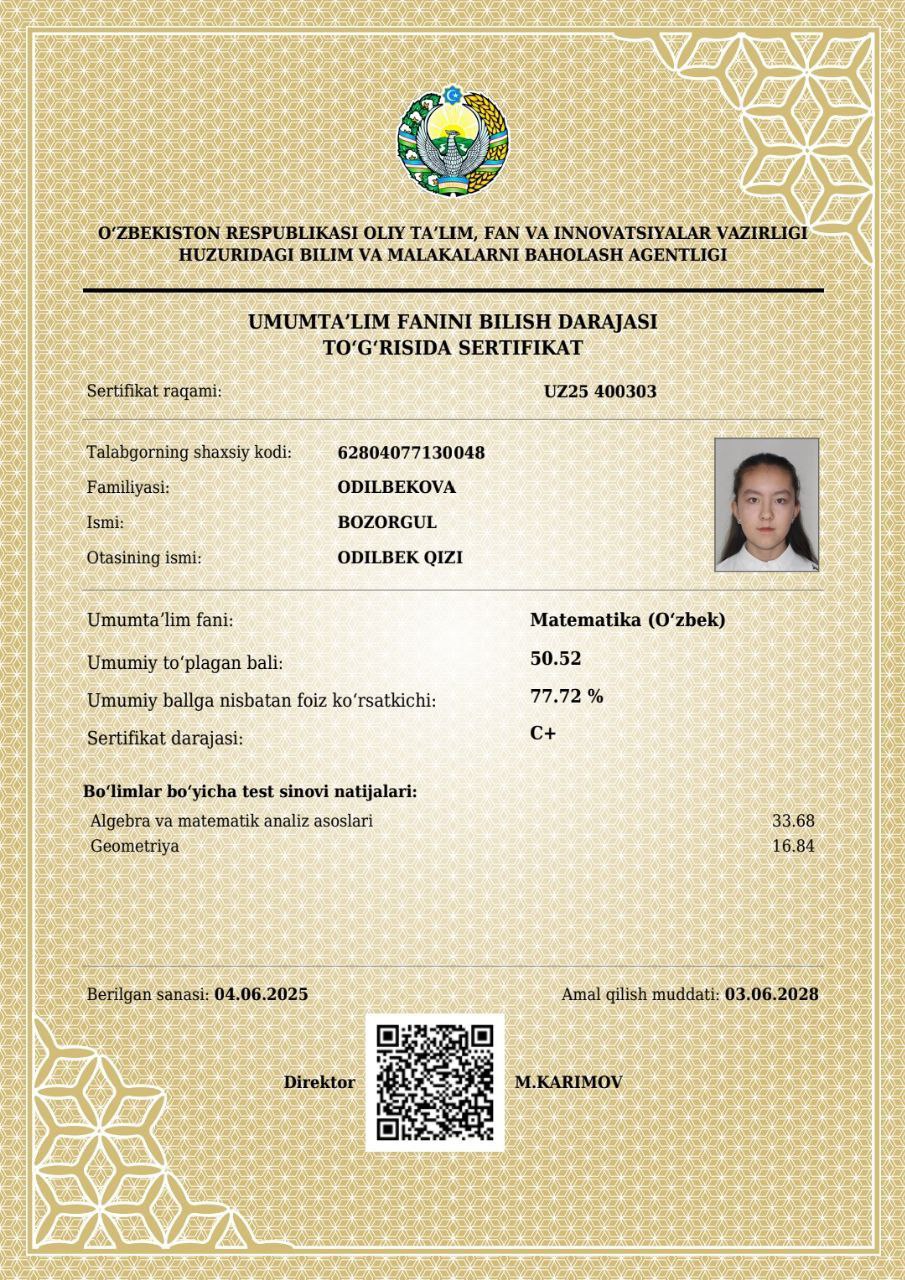 O‘ZBEKISTON RESPUBLIKASI OLIY TA’LIM, FAN VA INNOVATSIYALAR VAZIRLIGI
HUZURIDAGI BILIM VA MALAKALARNI BAHOLASH AGENTLIGI
UMUMTA’LIM FANINI BILISH DARAJASI
TO‘G‘RISIDA SERTIFIKAT
Sertifikat raqami: UZ25 400303
Talabgorning shaxsiy kodi: 62804077130048
Familiyasi: ODILBEKOVA
Ismi: BOZORGUL
Otasining ismi: ODILBEK QIZI
Umumta’lim fani: Matematika (O‘zbek)
Umumiy to‘plagan bali: 50.52
Umumiy ballga nisbatan foiz ko‘rsatkichi: 77.72 %
Sertifikat darajasi: C+
Bo‘limlar bo‘yicha test sinovi natijalari:
Algebra va matematik analiz asoslari 33.68
Geometriya 16.84
Berilgan sanasi: 04.06.2025 Amal qilish muddati: 03.06.2028
Direktor M.KARIMOV